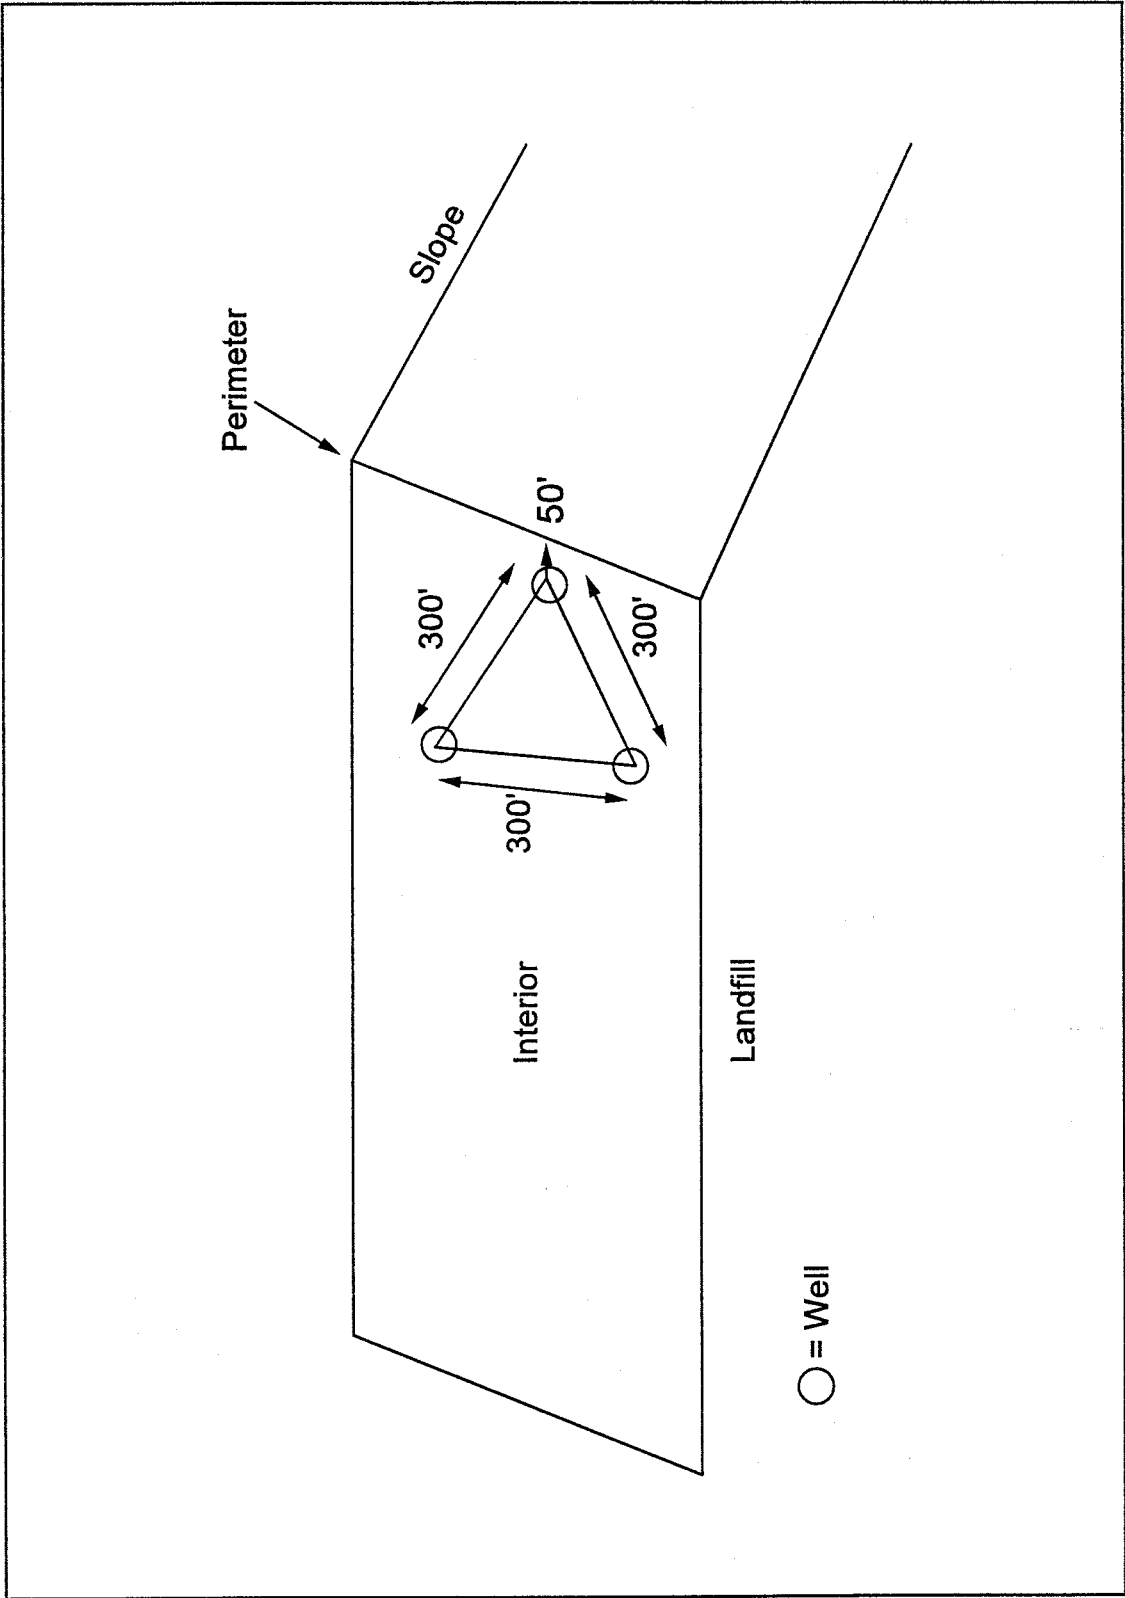 Perimeter
Slope
300'
50'
300'
300'
Interior
Landfill
= Well